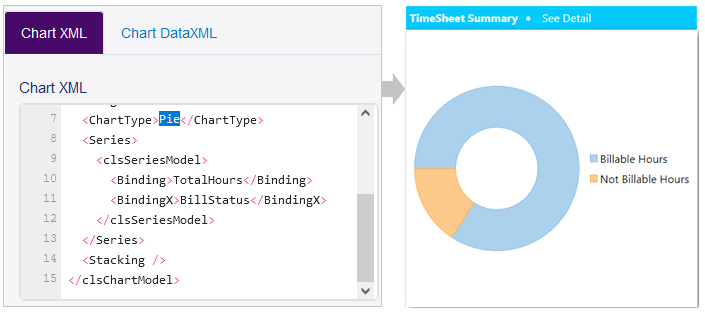 Chart XML
Chart DataXML
Chart XML
7 <ChartType>Pie</ChartType>
8 <Series>
9 <clsSeriesModel>
10 <Binding>TotalHours</Binding>
11 <BindingX>BillStatus</BindingX>
12 </clsSeriesModel>
13 </Series>
14 <Stacking />
15 </clsChartModel>
TimeSheet Summary • See Detail
Billable Hours
Not Billable Hours